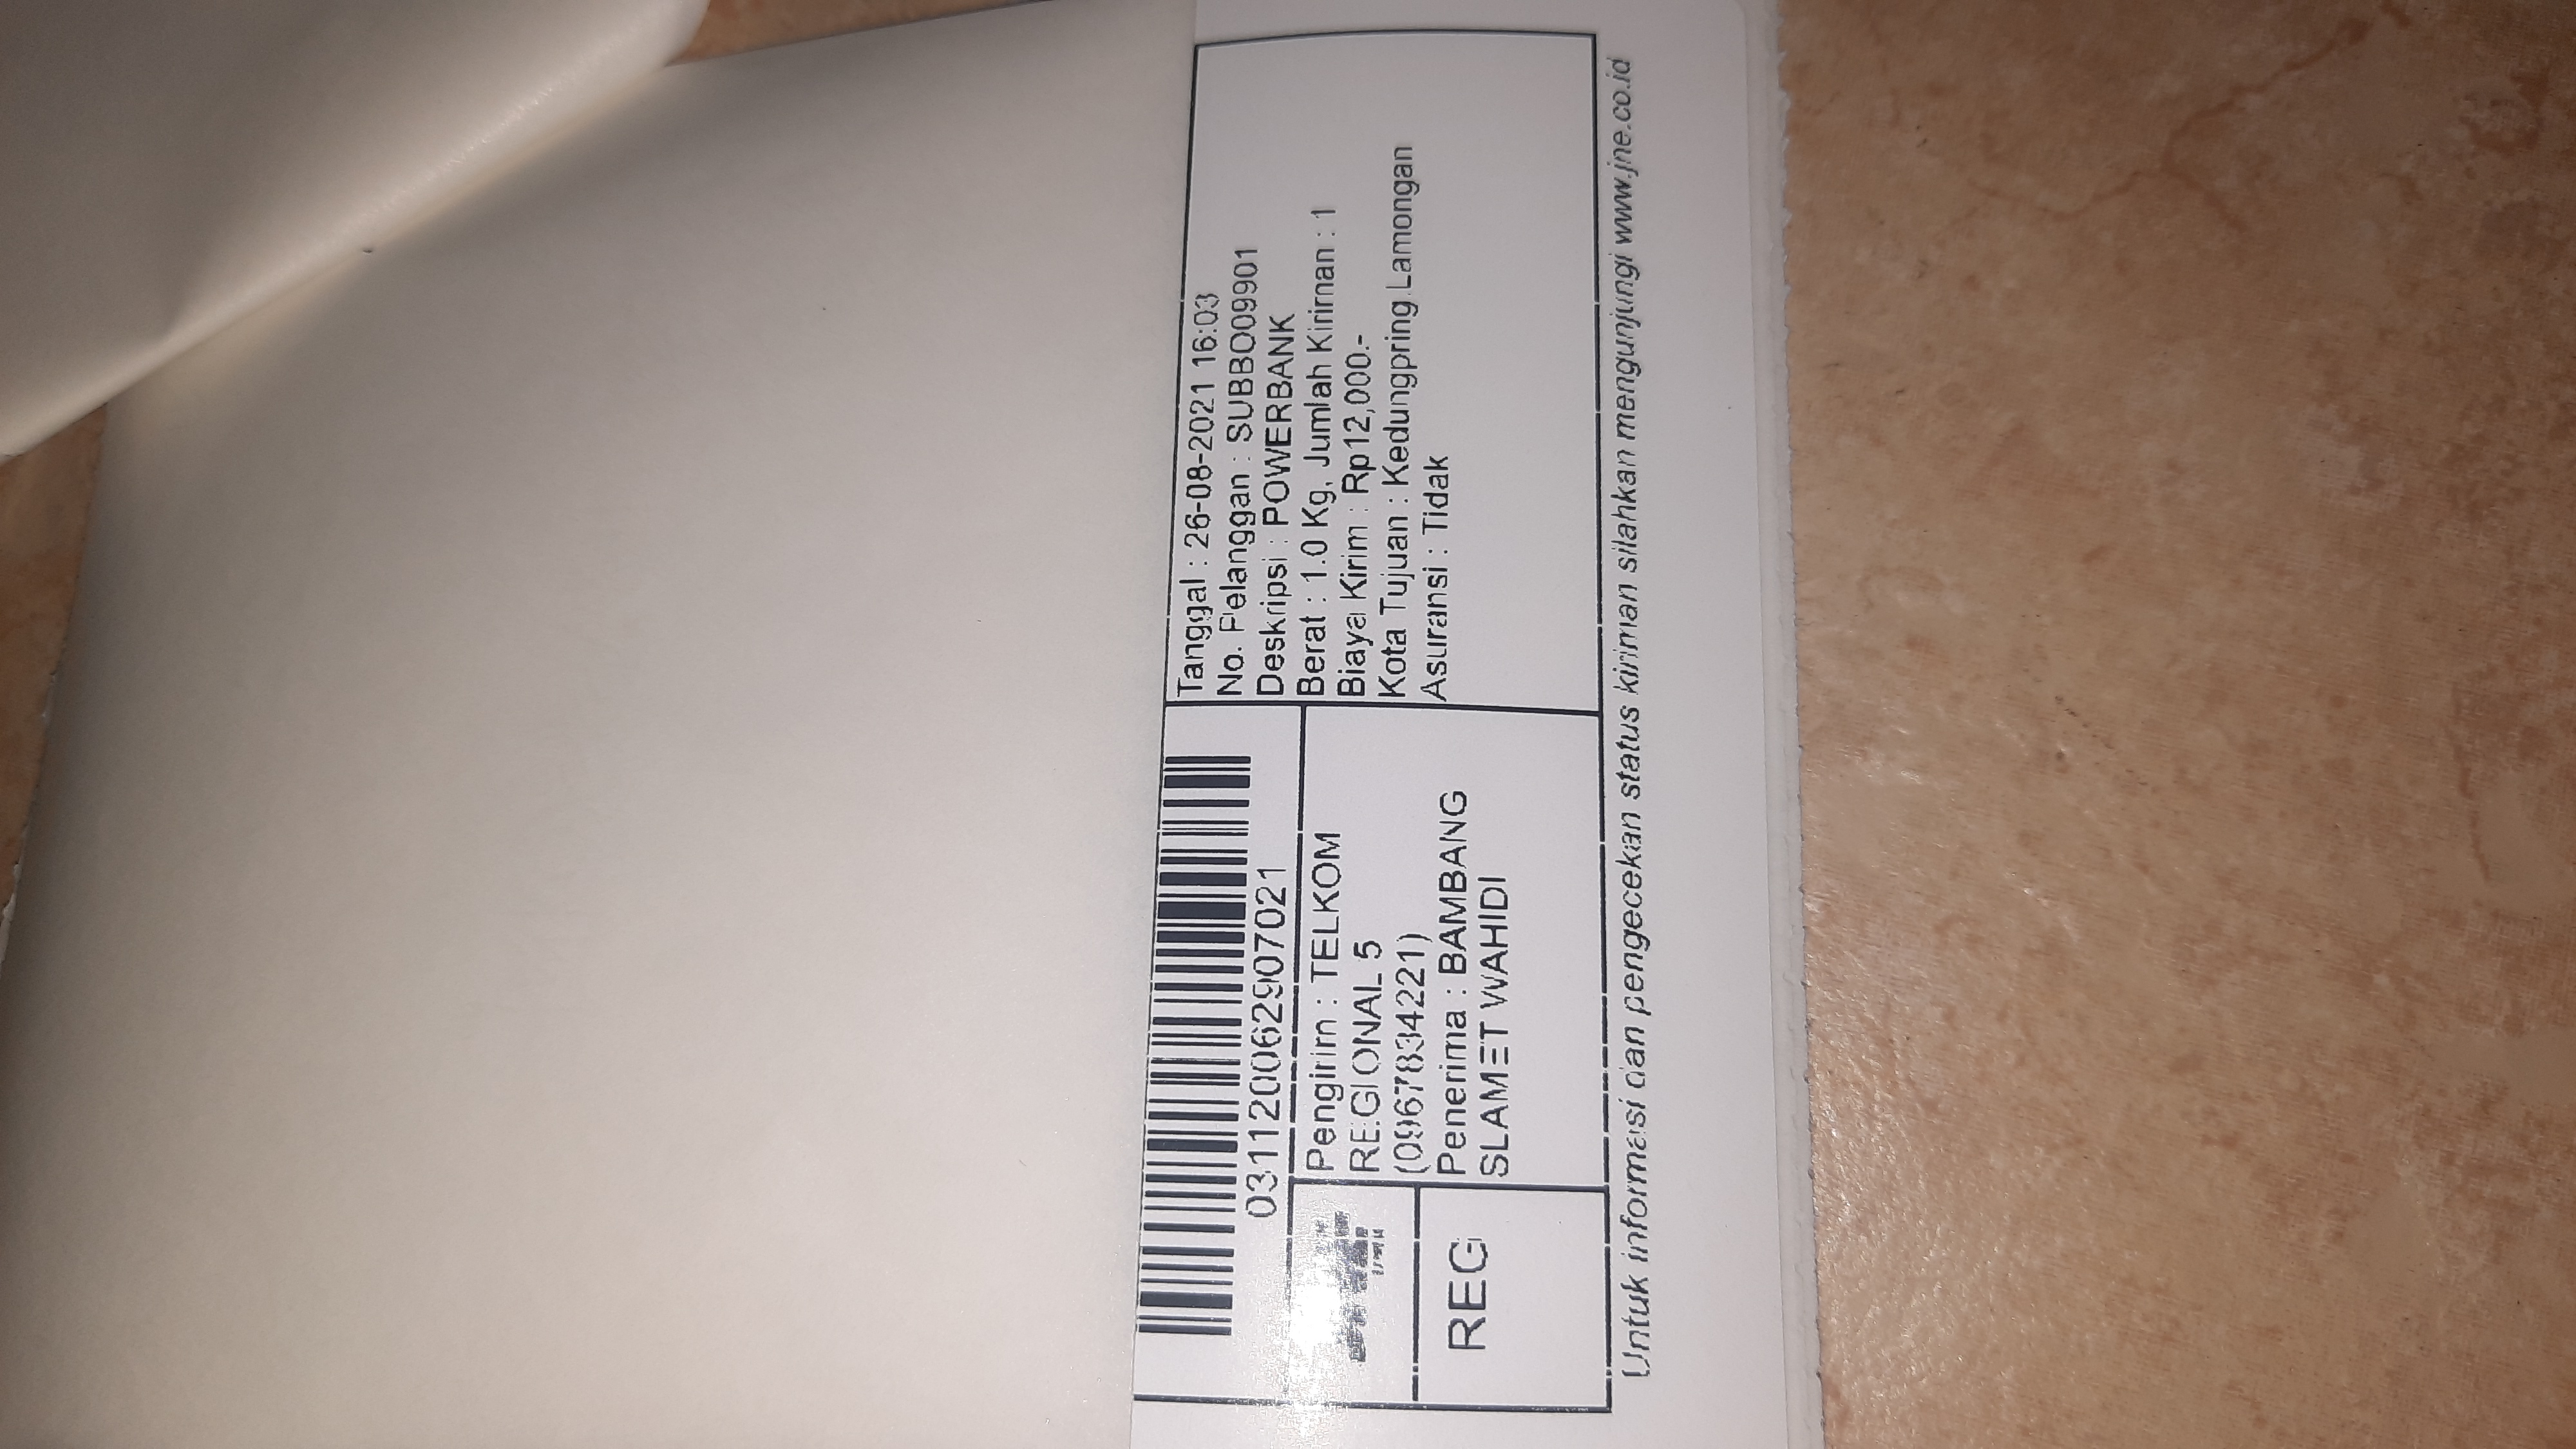 031120062907021
REG
Pengirim : TELKOM
REGIONAL 5
(0967834221)
Penerima : BAMBANG
SLAMET WAHIDI
Tanggal : 26-08-2021 16:03
No. Pelanggan : SUBBO09901
Deskripsi : POWERBANK
Berat : 1.0 Kg, Jumlah Kiriman : 1
Biaya Kirim : Rp12,000.-
Kota Tujuan : Kedungpring,Lamongan
Asuransi : Tidak
Untuk informasi dan pengecekan status kiriman silahkan mengunjungi www.jne.co.id